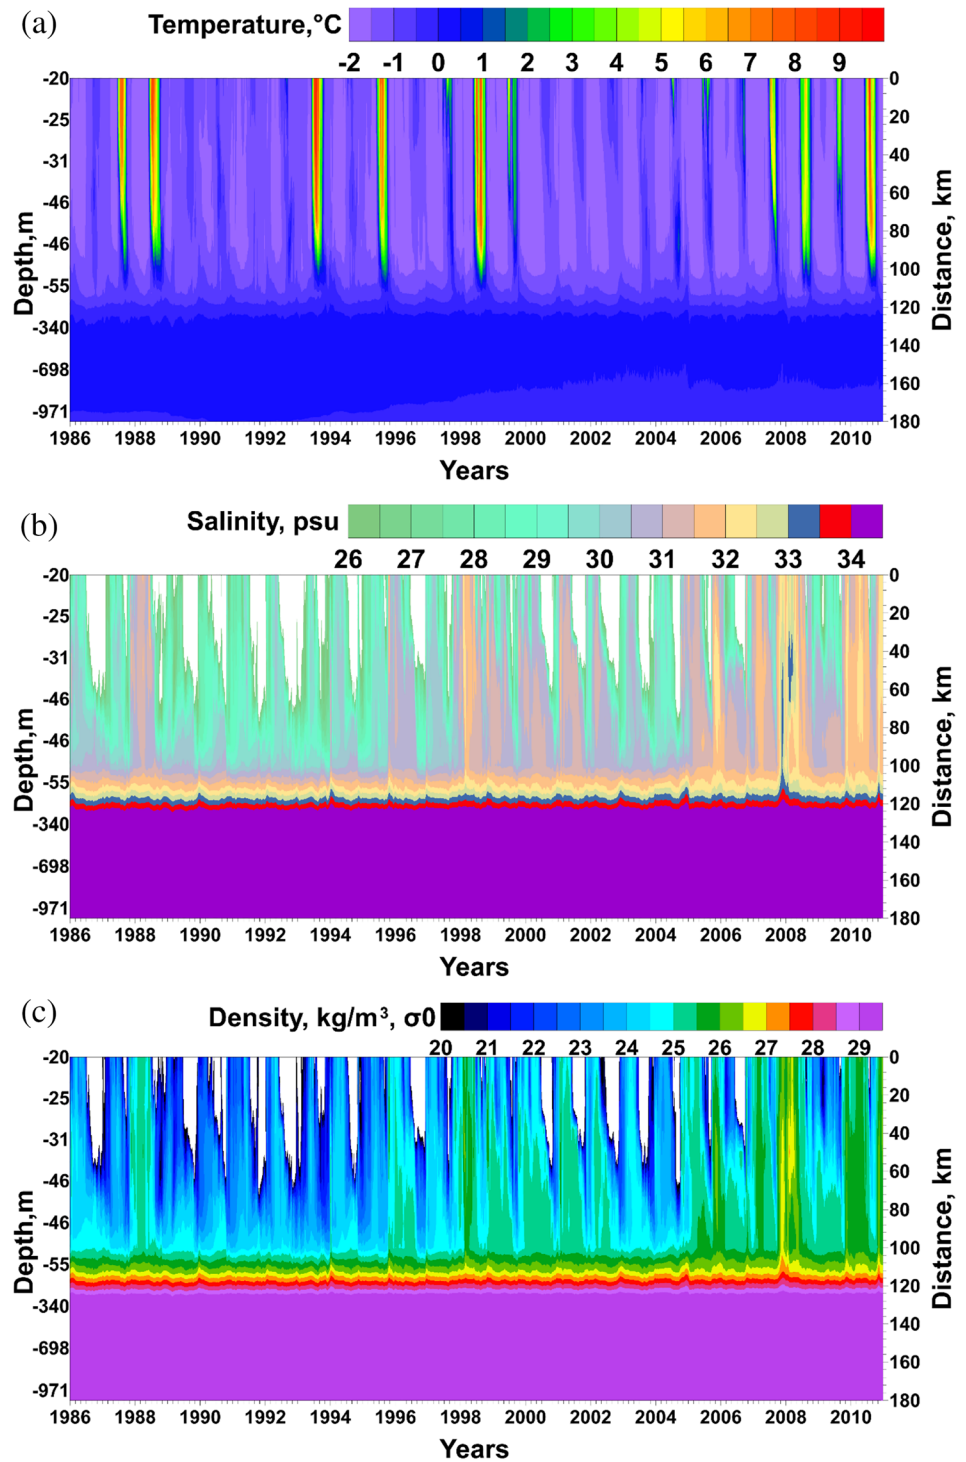 (a)
Temperature,°C
-2 -1 0 1 2 3 4 5 6 7 8 9
-20
-25
-31
-46
-46
-55
-340
-698
-971
Depth,m
0
20
40
60
80
100
120
140
160
180
Distance, km
1986 1988 1990 1992 1994 1996 1998 2000 2002 2004 2006 2008 2010
Years
(b)
Salinity, psu
26 27 28 29 30 31 32 33 34
-20
-25
-31
-46
-46
-55
-340
-698
-971
Depth,m
0
20
40
60
80
100
120
140
160
180
Distance, km
1986 1988 1990 1992 1994 1996 1998 2000 2002 2004 2006 2008 2010
Years
(c)
Density, kg/m³, σ0
20 21 22 23 24 25 26 27 28 29
-20
-25
-31
-46
-46
-55
-340
-698
-971
Depth,m
0
20
40
60
80
100
120
140
160
180
Distance, km
1986 1988 1990 1992 1994 1996 1998 2000 2002 2004 2006 2008 2010
Years